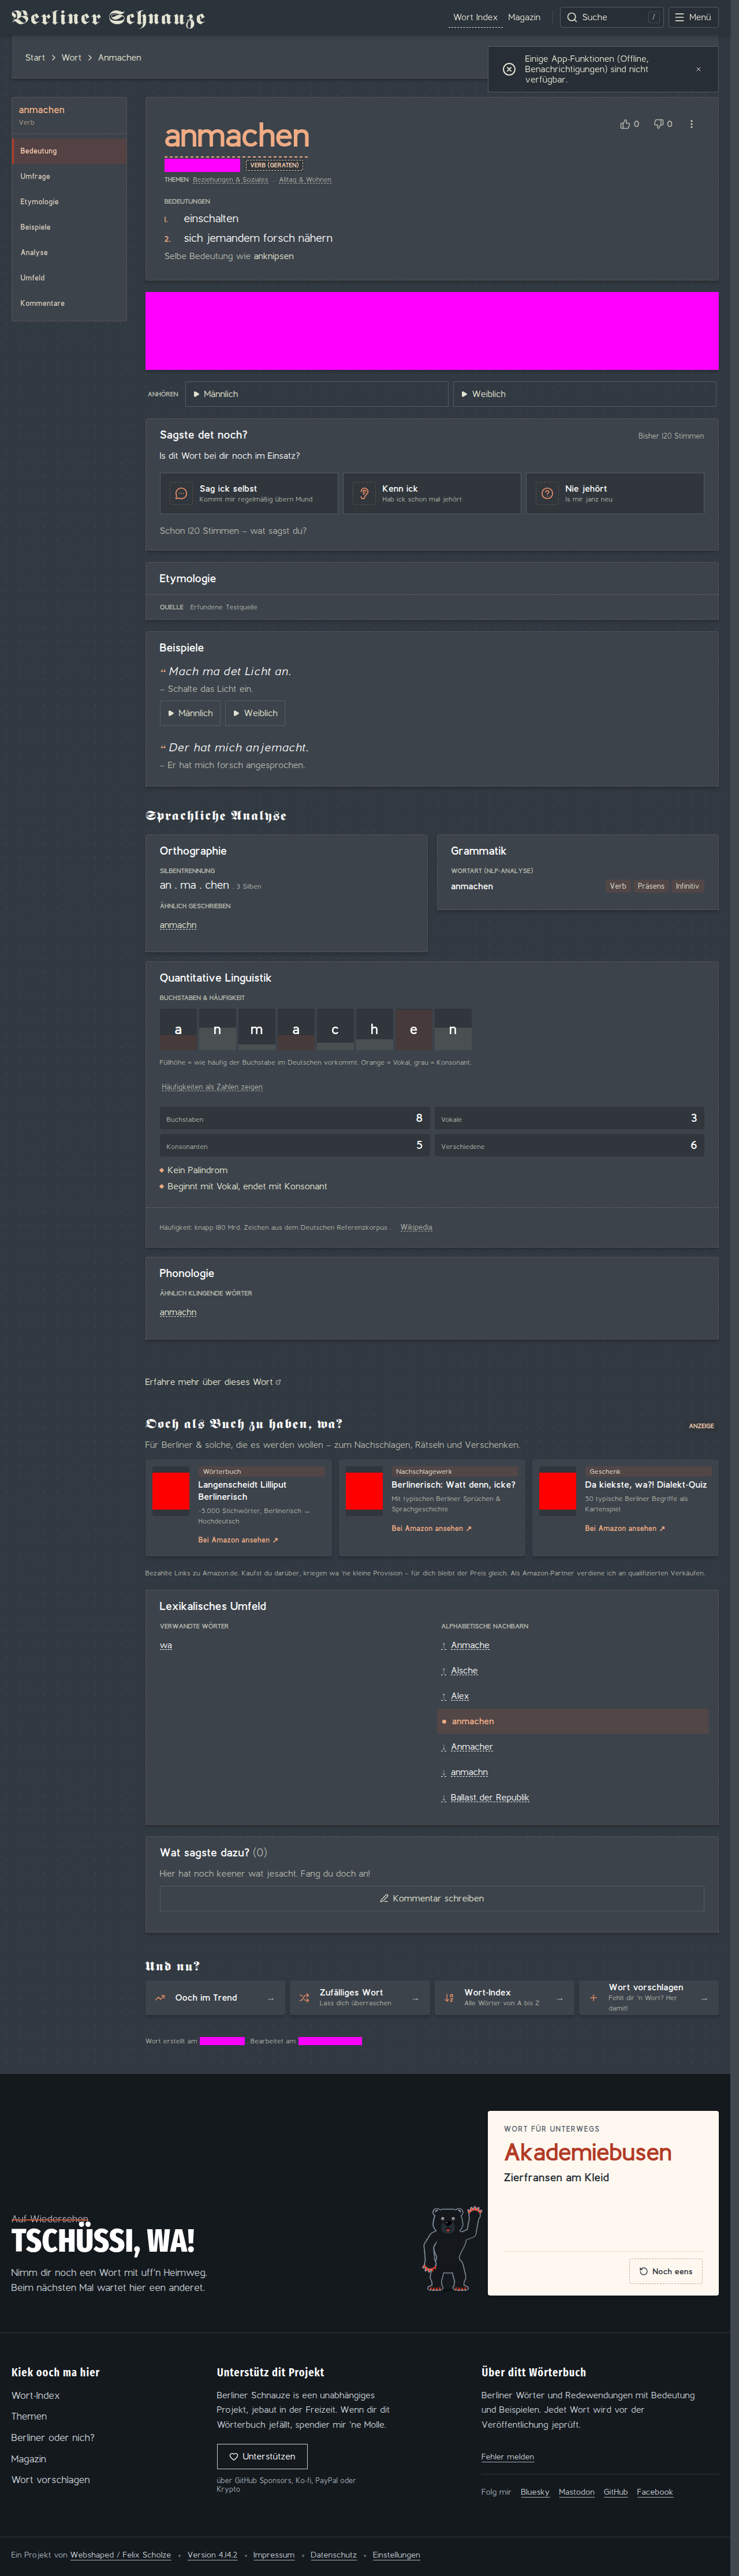 Berliner Schnauze
Wort Index
Magazin
Suche
/
Menü
Start > Wort > Anmachen
Einige App-Funktionen (Offline, Benachrichtigungen) sind nicht verfügbar.
×
anmachen
Verb
Bedeutung
Umfrage
Etymologie
Beispiele
Analyse
Umfeld
Kommentare
anmachen
0
0
VERB (GERATEN)
THEMEN Beziehungen & Soziales · Alltag & Wohnen
BEDEUTUNGEN
1. einschalten
2. sich jemandem forsch nähern
Selbe Bedeutung wie anknipsen
ANHÖREN
Männlich
Weiblich
Sagste det noch?
Bisher 120 Stimmen
Is dit Wort bei dir noch im Einsatz?
Sag ick selbst
Kommt mir regelmäßig übern Mund
Kenn ick
Hab ick schon mal jehört
Nie jehört
Is mir janz neu
Schon 120 Stimmen – wat sagst du?
Etymologie
QUELLE Erfundene Testquelle
Beispiele
“ Mach ma det Licht an.
– Schalte das Licht ein.
Männlich
Weiblich
“ Der hat mich anjemacht.
– Er hat mich forsch angesprochen.
Sprachliche Analyse
Orthographie
SILBENTRENNUNG
an . ma . chen · 3 Silben
ÄHNLICH GESCHRIEBEN
anmachn
Grammatik
WORTART (NLP-ANALYSE)
anmachen
Verb
Präsens
Infinitiv
Quantitative Linguistik
BUCHSTABEN & HÄUFIGKEIT
a n m a c h e n
Füllhöhe = wie häufig der Buchstabe im Deutschen vorkommt. Orange = Vokal, grau = Konsonant.
Häufigkeiten als Zahlen zeigen
Buchstaben 8
Vokale 3
Konsonanten 5
Verschiedene 6
Kein Palindrom
Beginnt mit Vokal, endet mit Konsonant
Häufigkeit: knapp 180 Mrd. Zeichen aus dem Deutschen Referenzkorpus · Wikipedia
Phonologie
ÄHNLICH KLINGENDE WÖRTER
anmachn
Erfahre mehr über dieses Wort
Ooch als Buch zu haben, wa?
ANZEIGE
Für Berliner & solche, die es werden wollen – zum Nachschlagen, Rätseln und Verschenken.
Wörterbuch
Langenscheidt Lilliput Berlinerisch
~5.000 Stichwörter, Berlinerisch ↔ Hochdeutsch
Bei Amazon ansehen ↗
Nachschlagewerk
Berlinerisch: Watt denn, icke?
Mit typischen Berliner Sprüchen & Sprachgeschichte
Bei Amazon ansehen ↗
Geschenk
Da kiekste, wa?! Dialekt-Quiz
50 typische Berliner Begriffe als Kartenspiel
Bei Amazon ansehen ↗
Bezahlte Links zu Amazon.de. Kaufst du darüber, kriegen wa 'ne kleine Provision – für dich bleibt der Preis gleich. Als Amazon-Partner verdiene ich an qualifizierten Verkäufen.
Lexikalisches Umfeld
VERWANDTE WÖRTER
wa
ALPHABETISCHE NACHBARN
↑ Anmache
↑ Alsche
↑ Alex
anmachen
↓ Anmacher
↓ anmachn
↓ Ballast der Republik
Wat sagste dazu? (0)
Hier hat noch keener wat jesacht. Fang du doch an!
Kommentar schreiben
Und nu?
Ooch im Trend →
Zufälliges Wort
Lass dich überraschen →
Wort-Index
Alle Wörter von A bis Z →
Wort vorschlagen
Fehlt dir 'n Wort? Her damit! →
Wort erstellt am
Bearbeitet am
WORT FÜR UNTERWEGS
Akademiebusen
Zierfransen am Kleid
Noch eens
Auf Wiedersehen
TSCHÜSSI, WA!
Nimm dir noch een Wort mit uff'n Heimweg.
Beim nächsten Mal wartet hier een anderet.
Kiek ooch ma hier
Wort-Index
Themen
Berliner oder nich?
Magazin
Wort vorschlagen
Unterstütz dit Projekt
Berliner Schnauze is een unabhängiges
Projekt, jebaut in der Freizeit. Wenn dir dit
Wörterbuch jefällt, spendier mir 'ne Molle.
Unterstützen
über GitHub Sponsors, Ko-fi, PayPal oder
Krypto
Über ditt Wörterbuch
Berliner Wörter und Redewendungen mit Bedeutung
und Beispielen. Jedet Wort wird vor der
Veröffentlichung jeprüft.
Fehler melden
Folg mir Bluesky Mastodon GitHub Facebook
Ein Projekt von Webshaped / Felix Scholze • Version 4.14.2 • Impressum • Datenschutz • Einstellungen